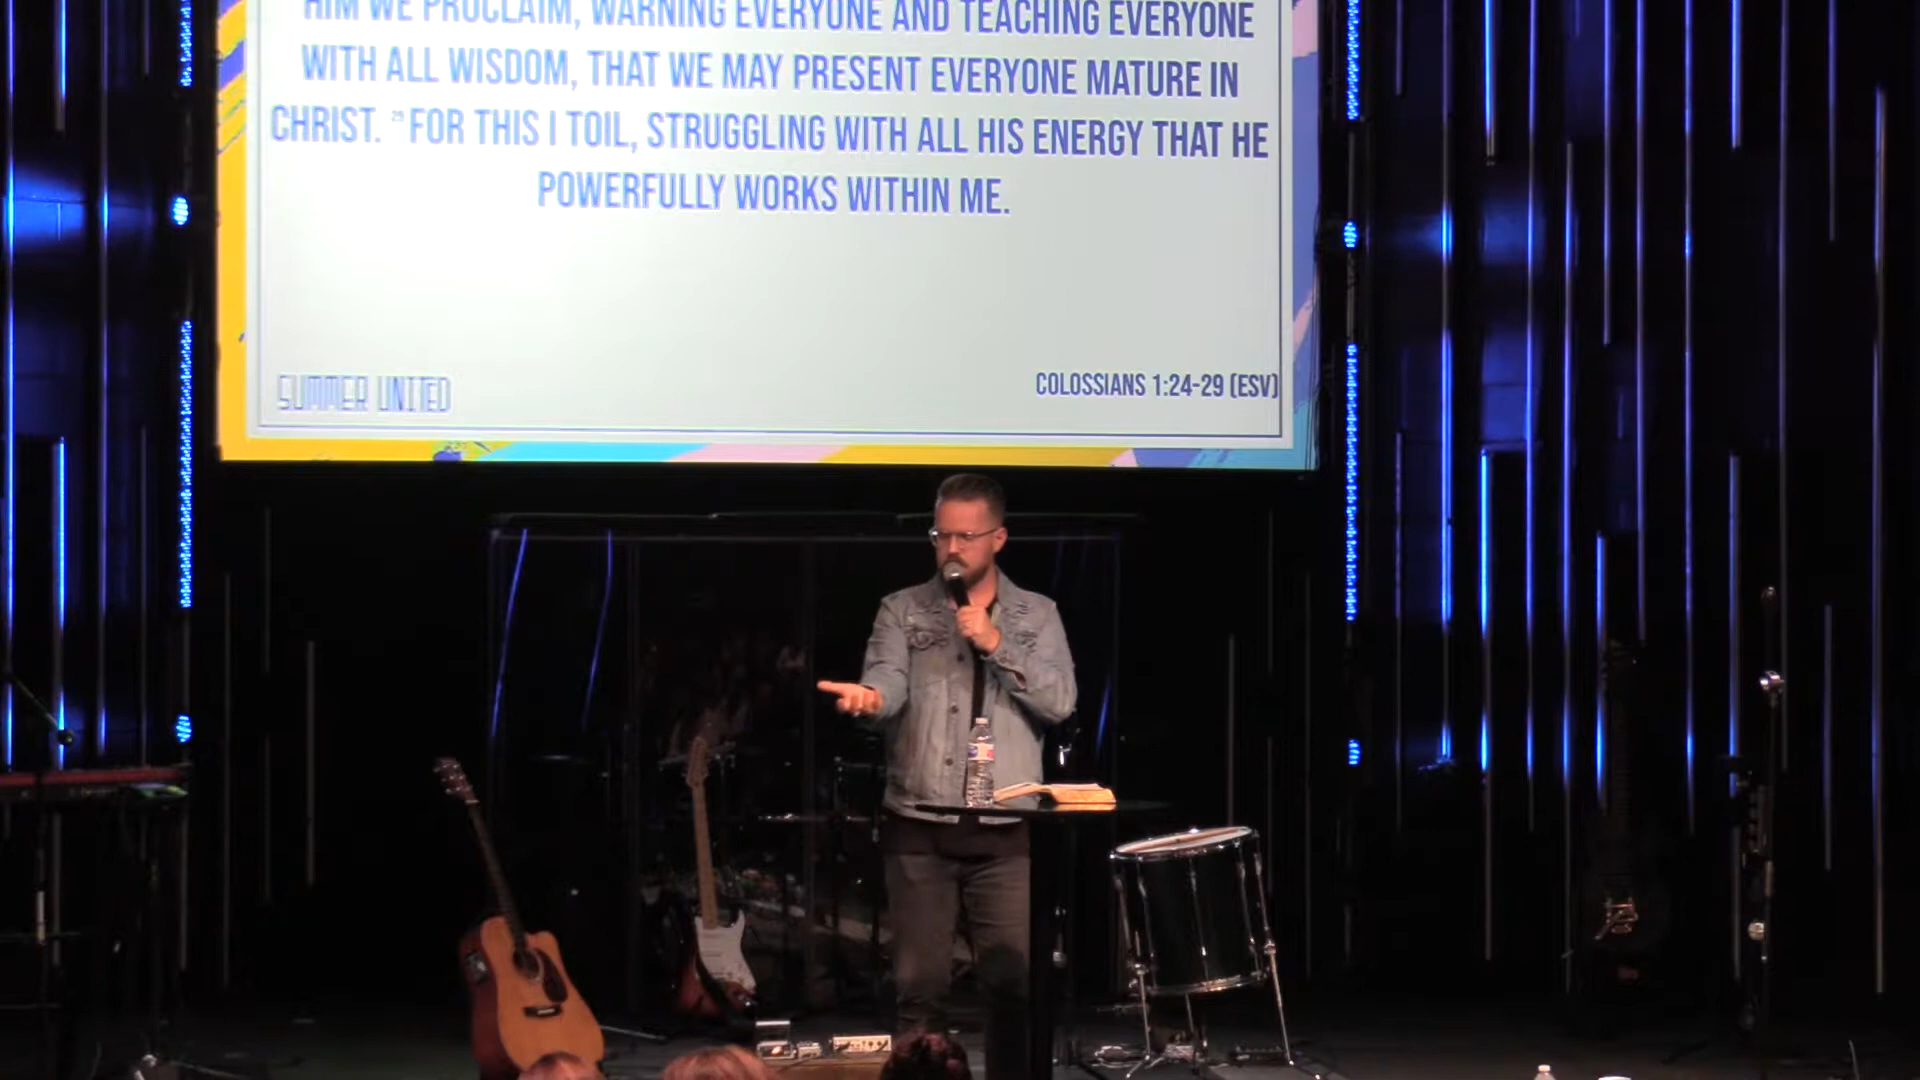 HIM WE PROCLAIM, WARNING EVERYONE AND TEACHING EVERYONE
WITH ALL WISDOM, THAT WE MAY PRESENT EVERYONE MATURE IN
CHRIST. 29 FOR THIS I TOIL, STRUGGLING WITH ALL HIS ENERGY THAT HE
POWERFULLY WORKS WITHIN ME.
SUMMER UNITED
COLOSSIANS 1:24-29 (ESV)